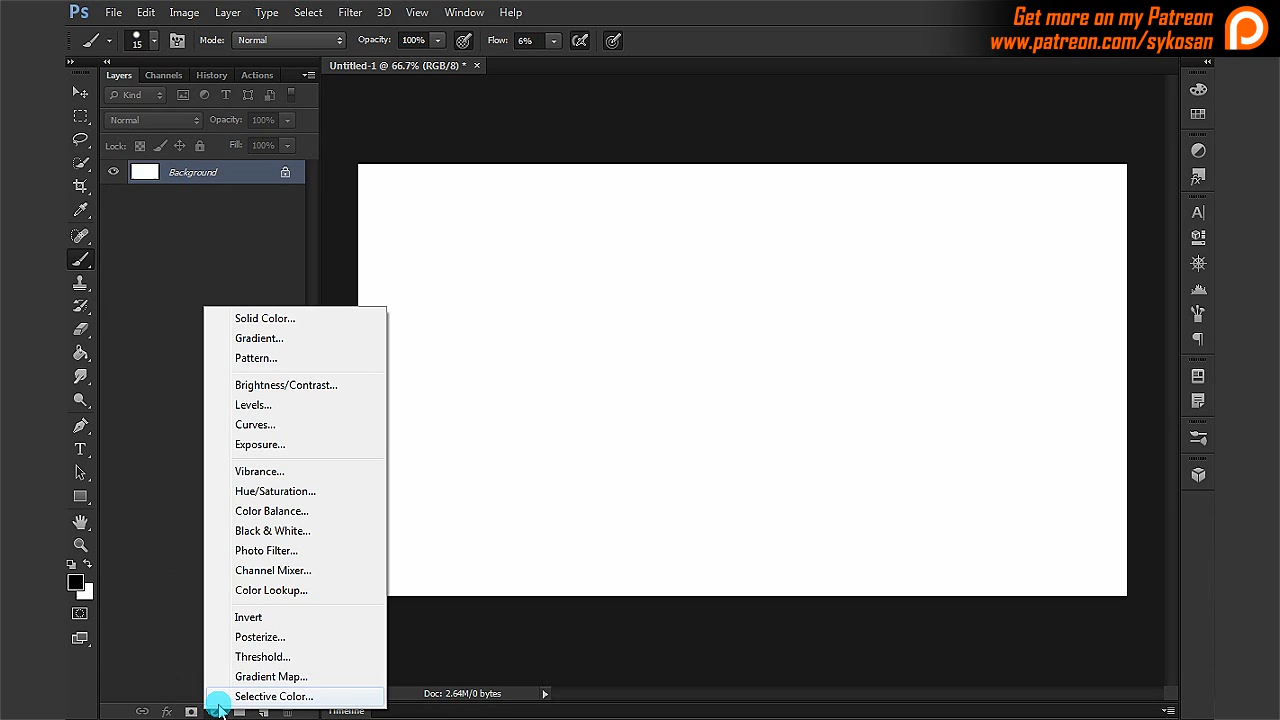 Ps File Edit Image Layer Type Select Filter 3D View Window Help
Get more on my Patreon
www.patreon.com/sykosan
15 Mode: Normal Opacity: 100% Flow: 6%
Untitled-1 @ 66.7% (RGB/8) * ×
Layers Channels History Actions
Kind
Normal Opacity: 100%
Lock: Fill: 100%
Background
Solid Color...
Gradient...
Pattern...
Brightness/Contrast...
Levels...
Curves...
Exposure...
Vibrance...
Hue/Saturation...
Color Balance...
Black & White...
Photo Filter...
Channel Mixer...
Color Lookup...
Invert
Posterize...
Threshold...
Gradient Map...
Selective Color...
Doc: 2.64M/0 bytes
Timeline